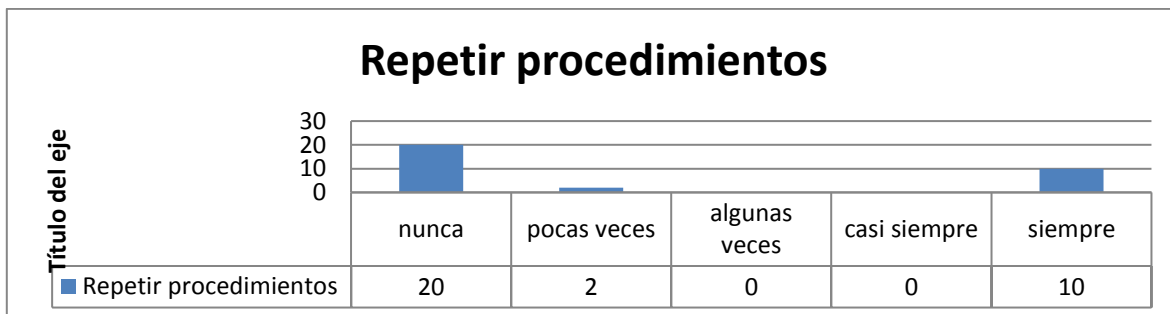 Repetir procedimientos
Título del eje
30
20
10
0
nunca pocas veces algunas veces casi siempre siempre
Repetir procedimientos 20 2 0 0 10